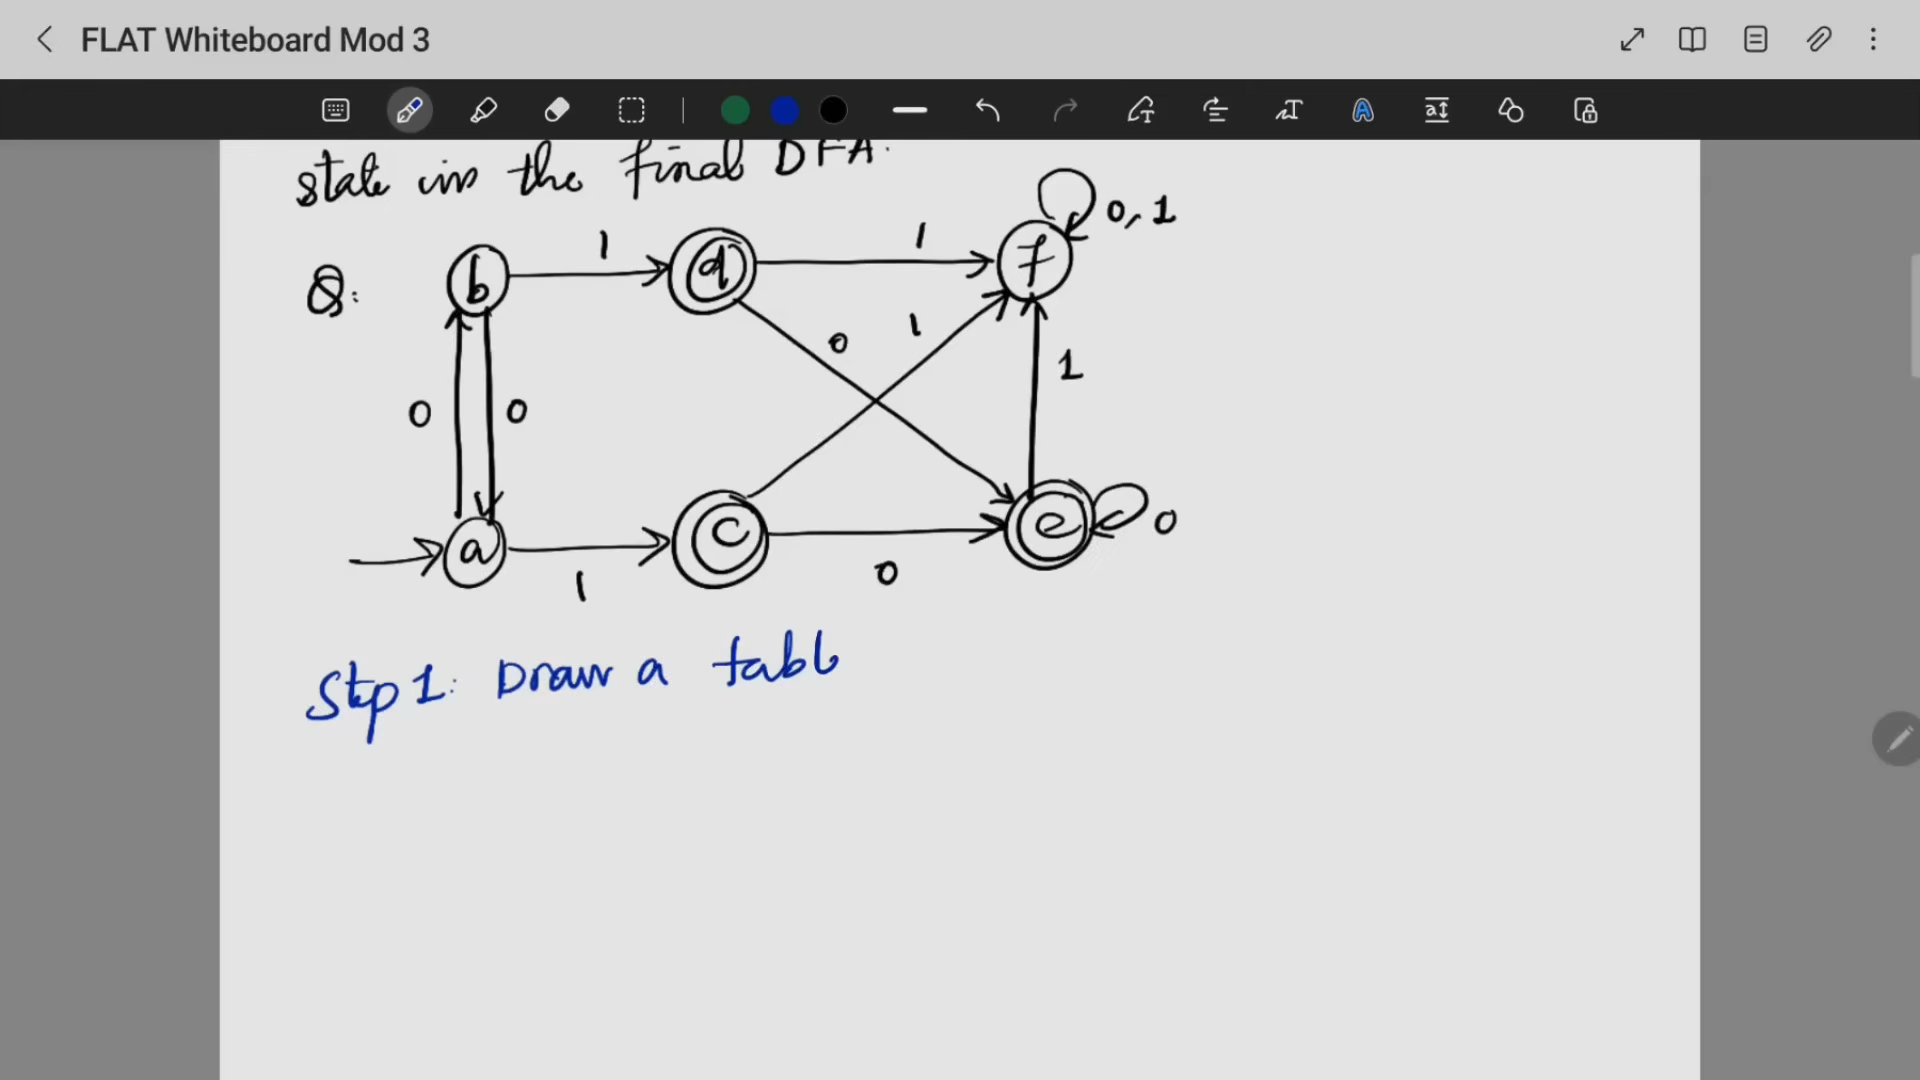 FLAT Whiteboard Mod 3
state in the final DFA.
Q:
b 1 d 1 f 0, 1
0 0 0 1 1
a 1 c 0 e 0
Step 1: Draw a tabl